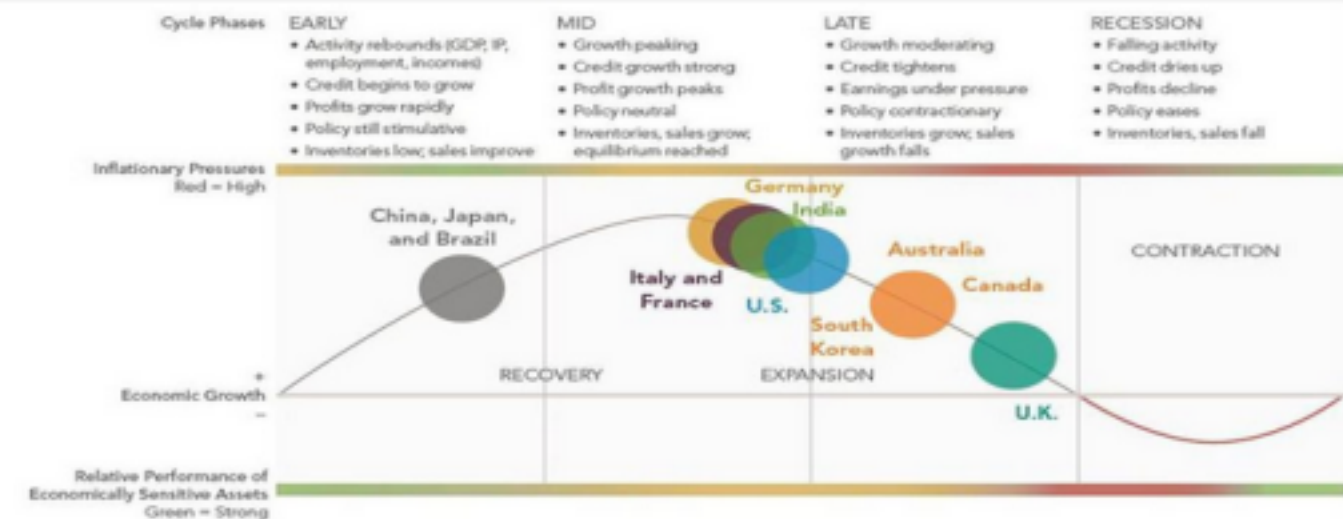 Cycle Phases
EARLY
• Activity rebounds (GDP, IP,
employment, incomes)
• Credit begins to grow
• Profits grow rapidly
• Policy still stimulative
• Inventories low; sales improve
MID
• Growth peaking
• Credit growth strong
• Profit growth peaks
• Policy neutral
• Inventories, sales grow;
equilibrium reached
LATE
• Growth moderating
• Credit tightens
• Earnings under pressure
• Policy contractionary
• Inventories grow; sales
growth falls
RECESSION
• Falling activity
• Credit dries up
• Profits decline
• Policy eases
• Inventories, sales fall
Inflationary Pressures
Red = High
China, Japan,
and Brazil
Germany
India
Italy and
France
U.S.
Australia
Canada
South
Korea
U.K.
CONTRACTION
RECOVERY
EXPANSION
+
Economic Growth
–
Relative Performance of
Economically Sensitive Assets
Green = Strong